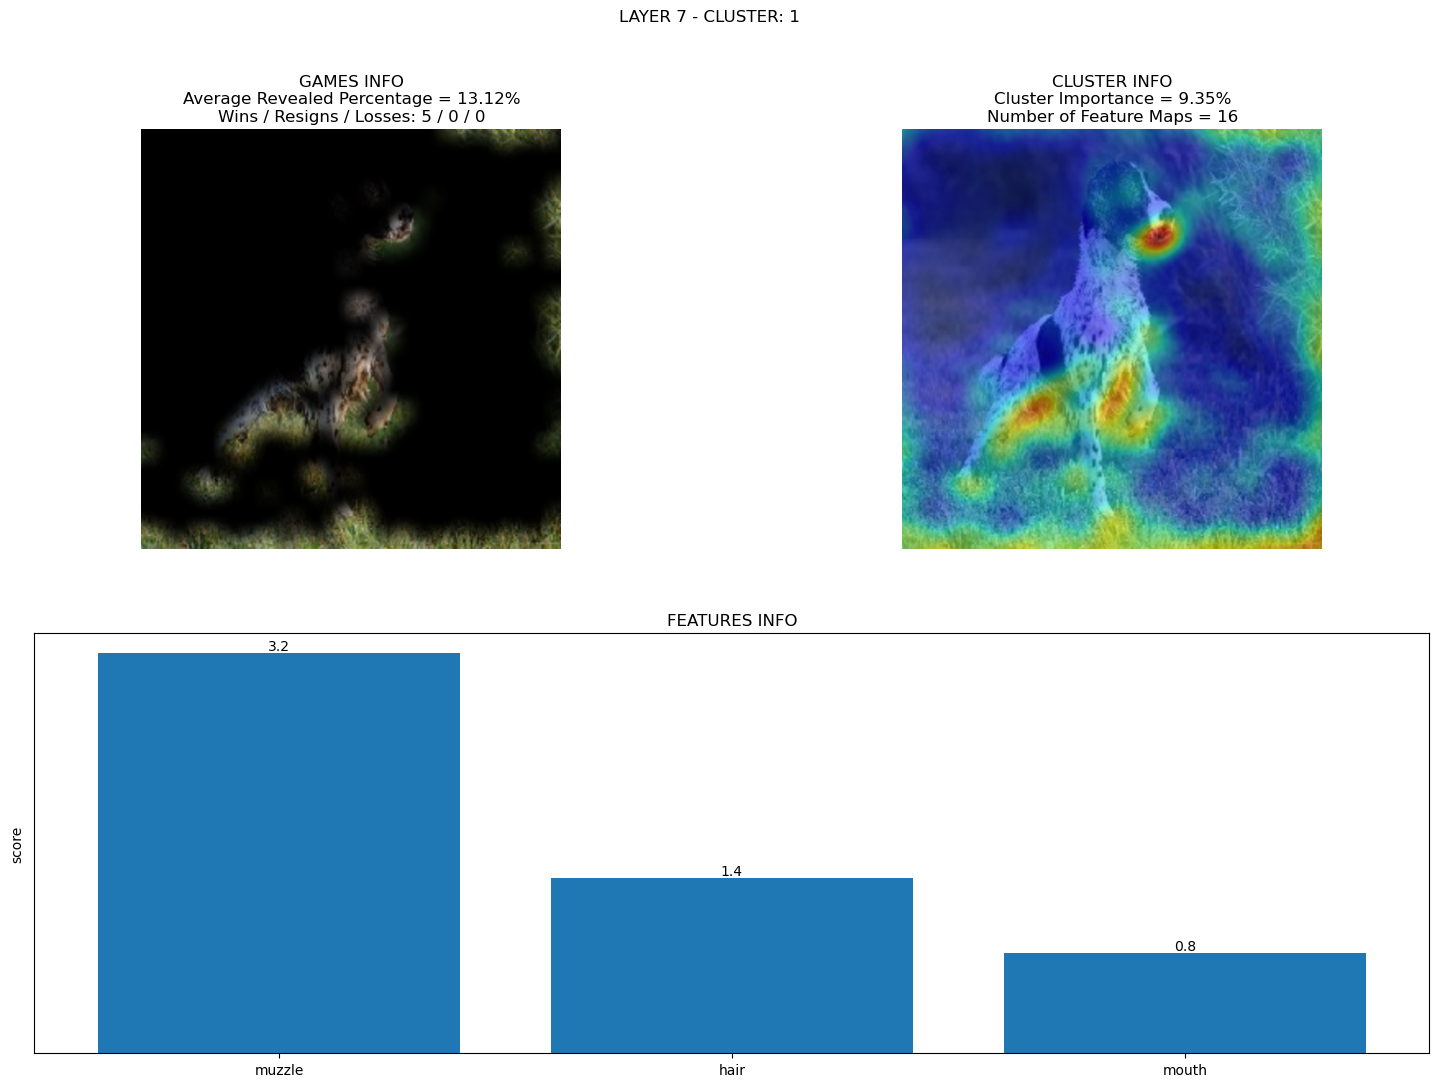 LAYER 7 - CLUSTER: 1
GAMES INFO
Average Revealed Percentage = 13.12%
Wins / Resigns / Losses: 5 / 0 / 0
CLUSTER INFO
Cluster Importance = 9.35%
Number of Feature Maps = 16
FEATURES INFO
score
3.2
1.4
0.8
muzzle
hair
mouth